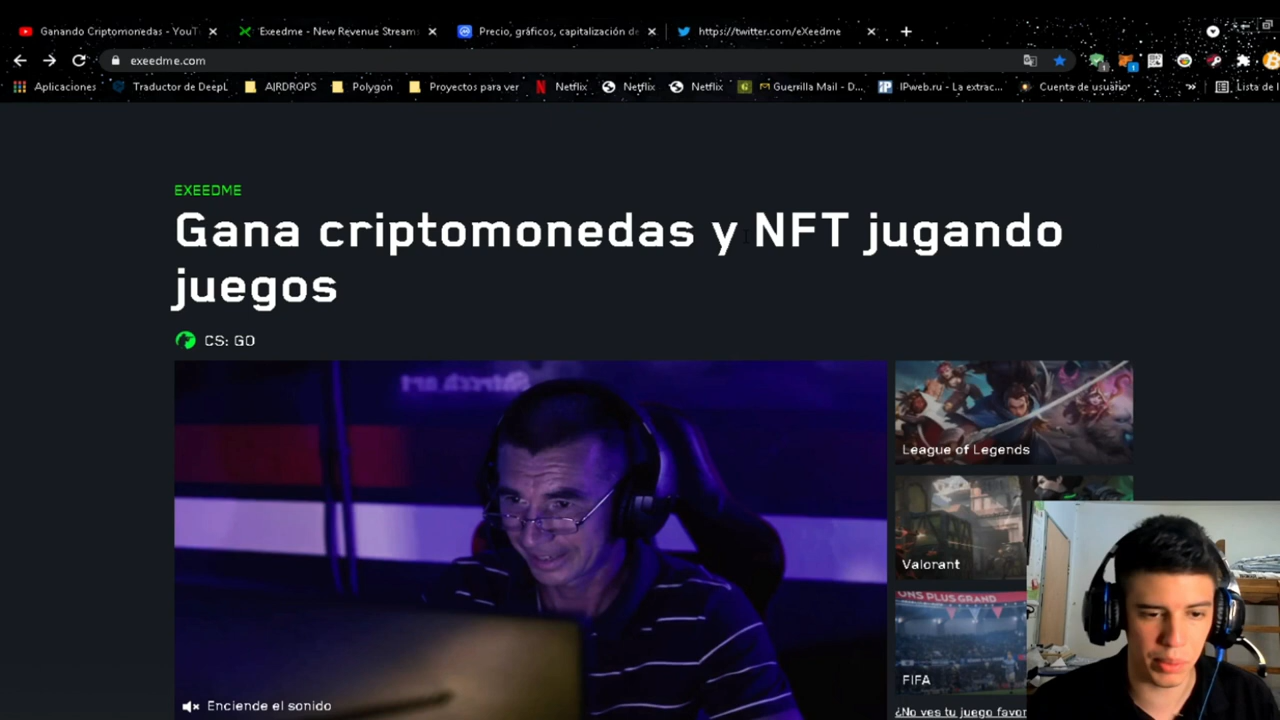 Ganando Criptomonedas - YouT
Exeedme - New Revenue Stream
Precio, gráficos, capitalización de
https://twitter.com/eXeedme
exeedme.com
Aplicaciones
Traductor de DeepL
AIRDROPS
Polygon
Proyectos para ver
Netflix
Netflix
Netflix
Guerrilla Mail - D...
IPweb.ru - La extrac...
Cuenta de usuario
Lista de l
EXEEDME
Gana criptomonedas y NFT jugando
juegos
CS: GO
League of Legends
Valorant
ONS PLUS GRAND
FIFA
Enciende el sonido
¿No ves tu juego favor